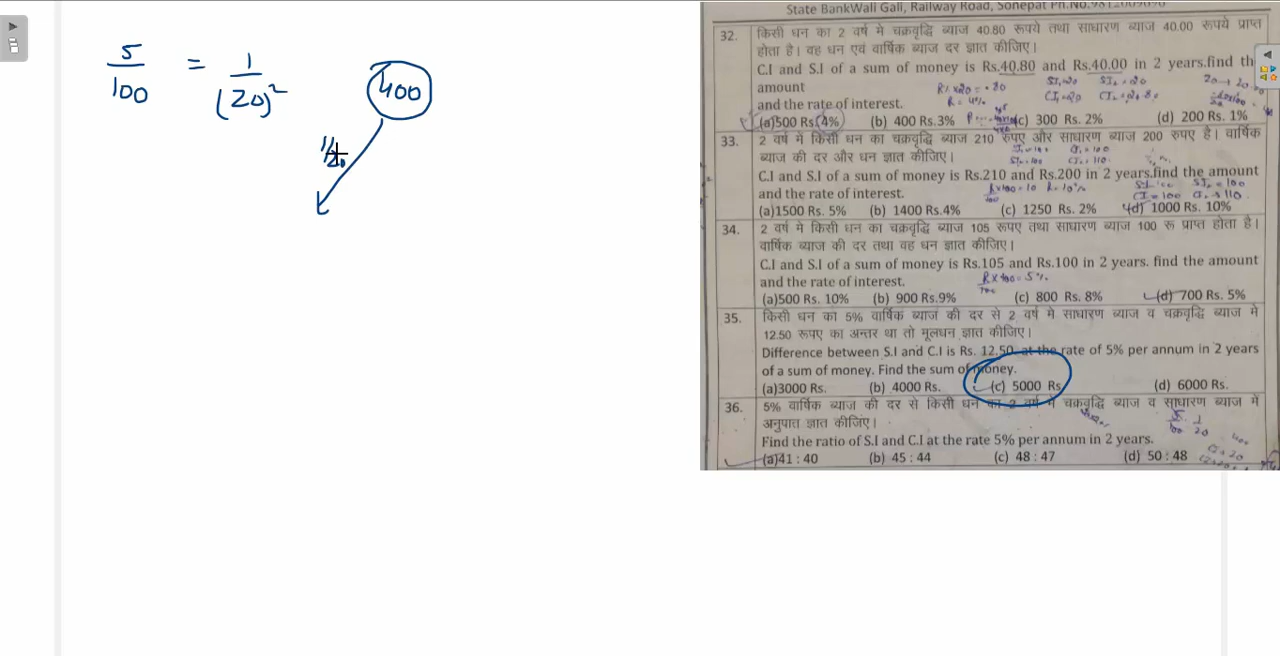 5/100 = 1/(20)²
400
1/20
State BankWali Gali, Railway Road, Sonepat Ph.No.
32. किसी धन का 2 वर्ष मे चक्रवृद्धि ब्याज 40.80 रूपये तथा साधारण ब्याज 40.00 रूपये प्राप्त
होता है। वह धन एवं वार्षिक ब्याज दर ज्ञात कीजिए।
C.I and S.I of a sum of money is Rs.40.80 and Rs.40.00 in 2 years.find th
amount
and the rate of interest.
(a)500 Rs. 4% (b) 400 Rs.3% (c) 300 Rs. 2% (d) 200 Rs. 1%
33. 2 वर्ष में किसी धन का चक्रवृद्धि ब्याज 210 रूपए और साधारण ब्याज 200 रुपए है। वार्षिक
ब्याज की दर और धन ज्ञात कीजिए।
C.I and S.I of a sum of money is Rs.210 and Rs.200 in 2 years.find the amount
and the rate of interest.
(a)1500 Rs. 5% (b) 1400 Rs.4% (c) 1250 Rs. 2% (d) 1000 Rs. 10%
34. 2 वर्ष मे किसी धन का चक्रवृद्धि ब्याज 105 रूपए तथा साधारण ब्याज 100 रू प्राप्त होता है।
वार्षिक ब्याज की दर तथा वह धन ज्ञात कीजिए।
C.I and S.I of a sum of money is Rs.105 and Rs.100 in 2 years. find the amount
and the rate of interest.
(a)500 Rs. 10% (b) 900 Rs.9% (c) 800 Rs. 8% (d) 700 Rs. 5%
35. किसी धन का 5% वार्षिक ब्याज की दर से 2 वर्ष मे साधारण ब्याज व चक्रवृद्धि ब्याज मे
12.50 रूपए का अन्तर था तो मूलधन ज्ञात कीजिए।
Difference between S.I and C.I is Rs. 12.50 at the rate of 5% per annum in 2 years
of a sum of money. Find the sum of money.
(a)3000 Rs. (b) 4000 Rs. (c) 5000 Rs (d) 6000 Rs.
36. 5% वार्षिक ब्याज की दर से किसी धन का 2 वर्ष में चक्रवृद्धि ब्याज व साधारण ब्याज में
अनुपात ज्ञात कीजिए।
Find the ratio of S.I and C.I at the rate 5% per annum in 2 years.
(a)41 : 40 (b) 45 : 44 (c) 48 : 47 (d) 50 : 48